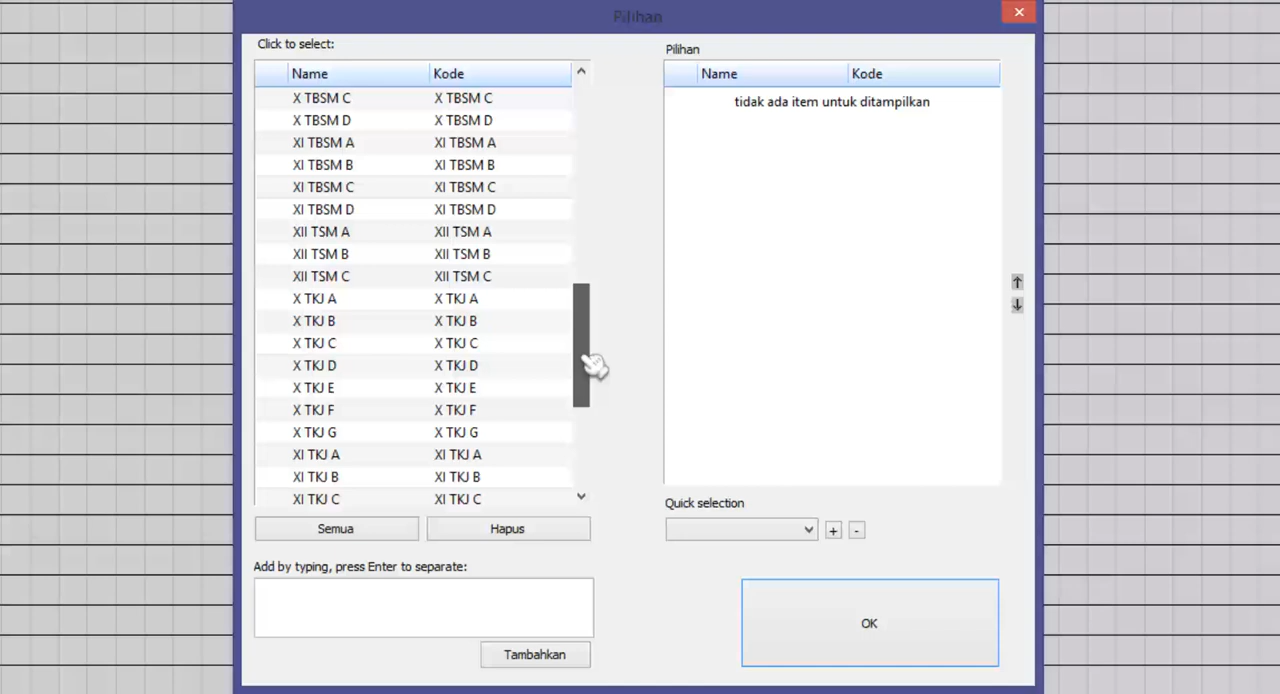 Pilihan
Click to select:
Name Kode
X TBSM C X TBSM C
X TBSM D X TBSM D
XI TBSM A XI TBSM A
XI TBSM B XI TBSM B
XI TBSM C XI TBSM C
XI TBSM D XI TBSM D
XII TSM A XII TSM A
XII TSM B XII TSM B
XII TSM C XII TSM C
X TKJ A X TKJ A
X TKJ B X TKJ B
X TKJ C X TKJ C
X TKJ D X TKJ D
X TKJ E X TKJ E
X TKJ F X TKJ F
X TKJ G X TKJ G
XI TKJ A XI TKJ A
XI TKJ B XI TKJ B
XI TKJ C XI TKJ C
Semua Hapus
Add by typing, press Enter to separate:
Tambahkan
Pilihan
Name Kode
tidak ada item untuk ditampilkan
Quick selection
+ -
OK